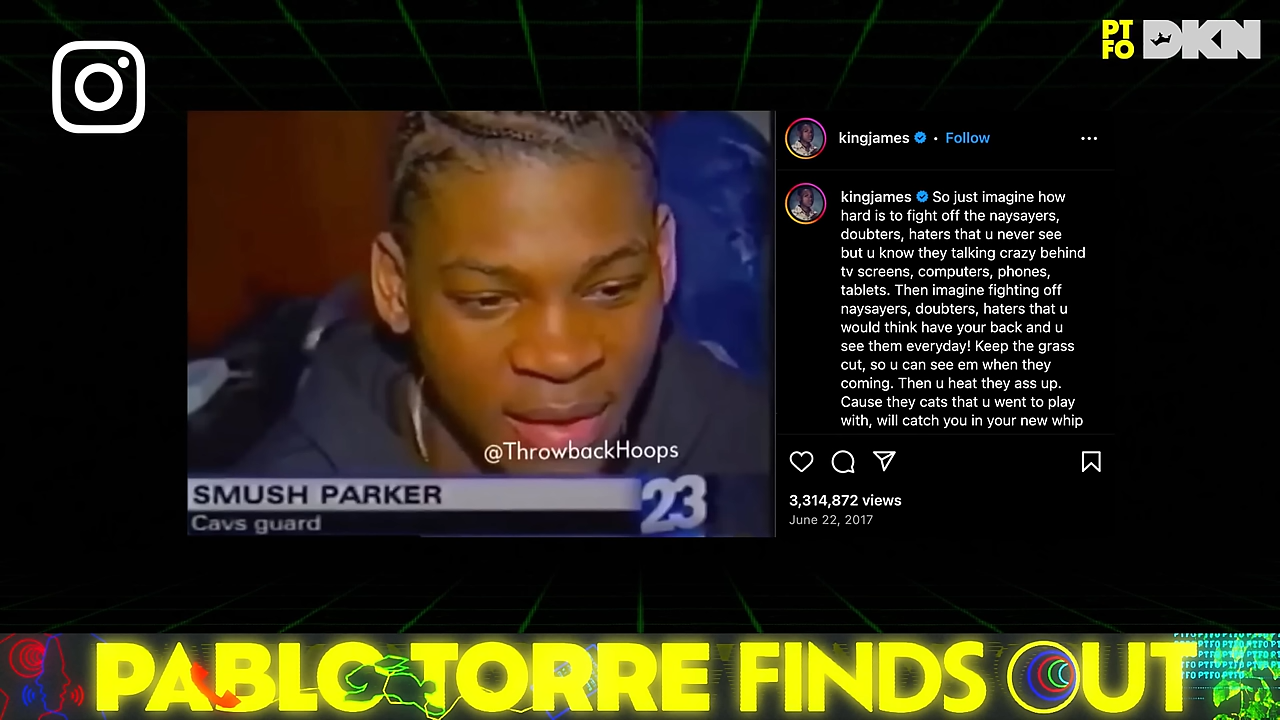 PT
FO DKN
kingjames · Follow
kingjames So just imagine how
hard is to fight off the naysayers,
doubters, haters that u never see
but u know they talking crazy behind
tv screens, computers, phones,
tablets. Then imagine fighting off
naysayers, doubters, haters that u
would think have your back and u
see them everyday! Keep the grass
cut, so u can see em when they
coming. Then u heat they ass up.
Cause they cats that u went to play
with, will catch you in your new whip
@ThrowbackHoops
SMUSH PARKER
Cavs guard
23
3,314,872 views
June 22, 2017
PABLO TORRE FINDS OUT